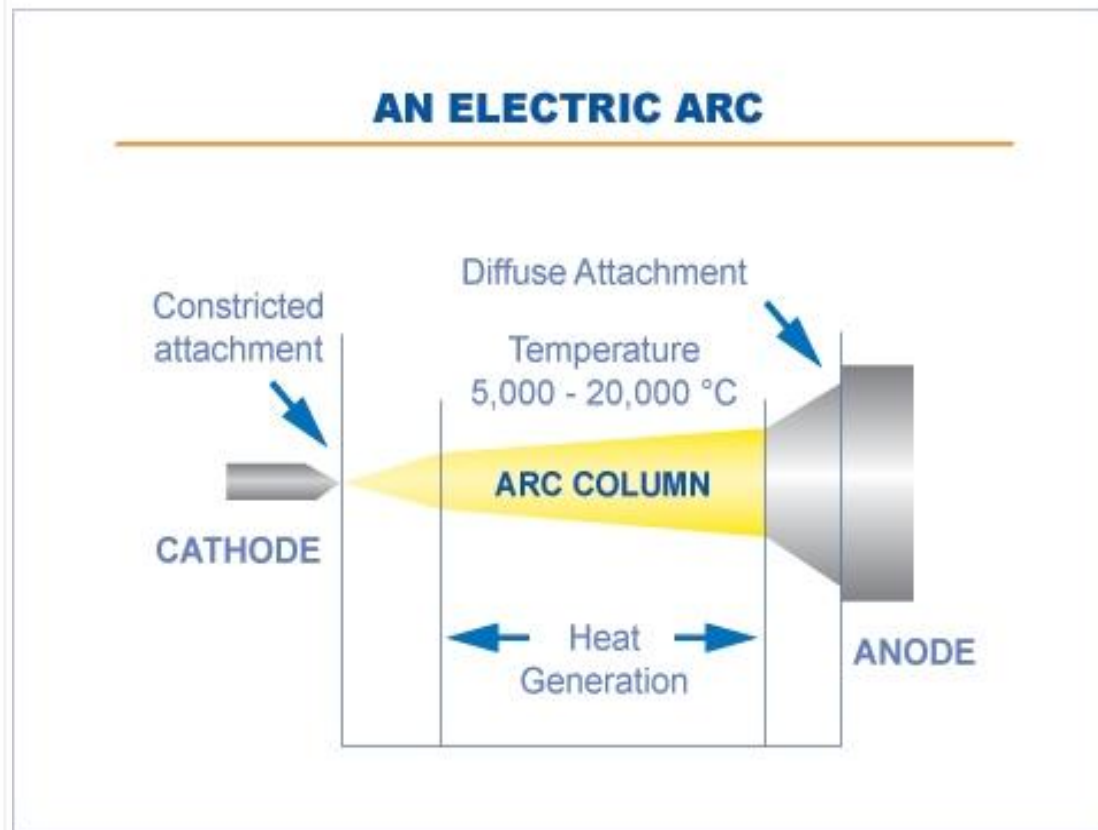 AN ELECTRIC ARC
Constricted
attachment
Diffuse Attachment
Temperature
5,000 - 20,000 °C
ARC COLUMN
CATHODE
Heat
Generation
ANODE